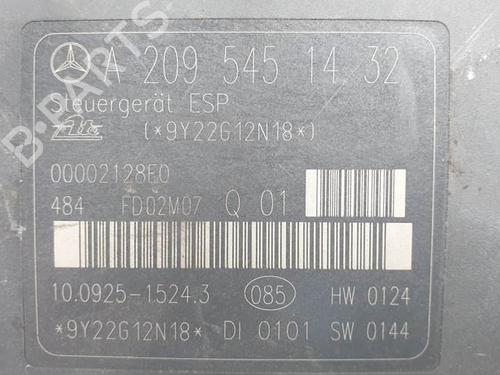 A 209 545 14 32
Steuergerät ESP
Ate (*9Y22G12N18*)
00002128E0
484 FD02M07 Q 01
10.0925-1524.3 085 HW 0124
*9Y22G12N18* DI 0101 SW 0144
B-PARTS